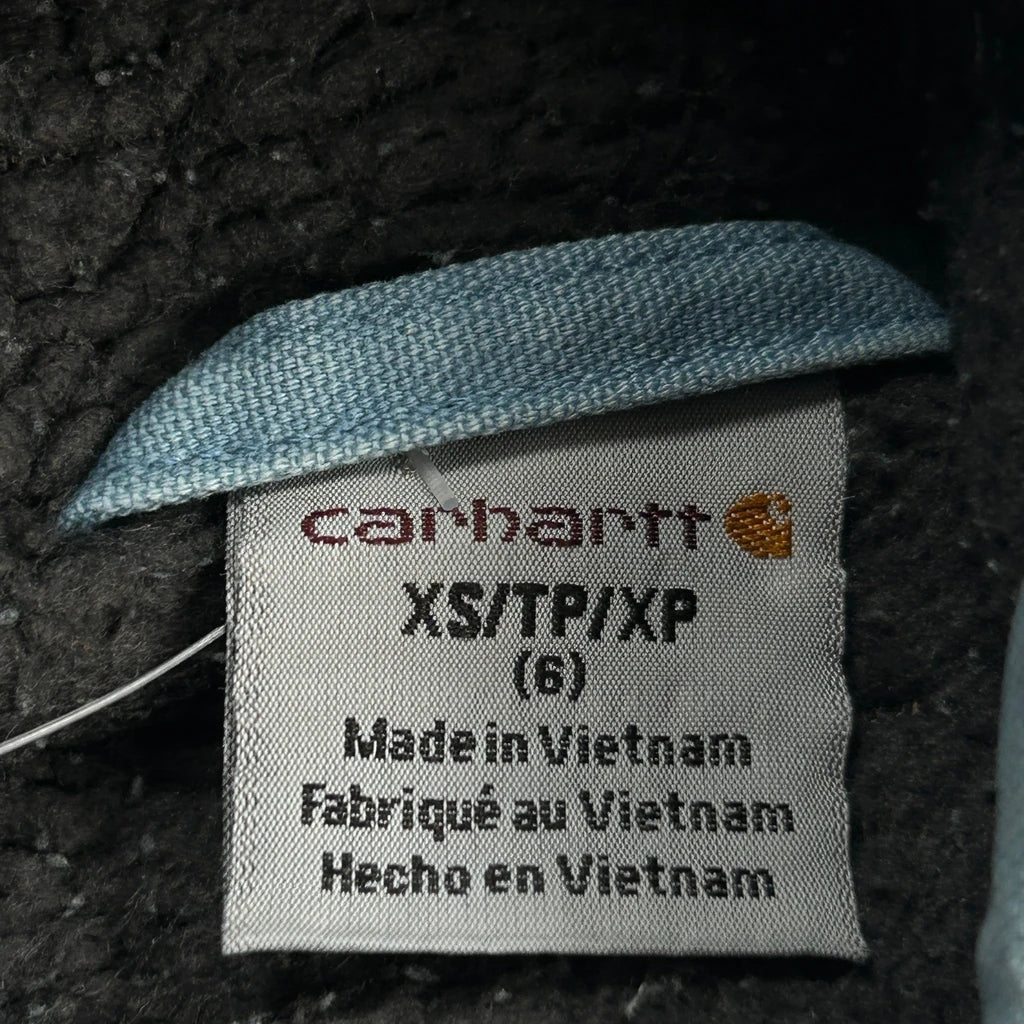 carhartt
XS/TP/XP
(6)
Made in Vietnam
Fabriqué au Vietnam
Hecho en Vietnam